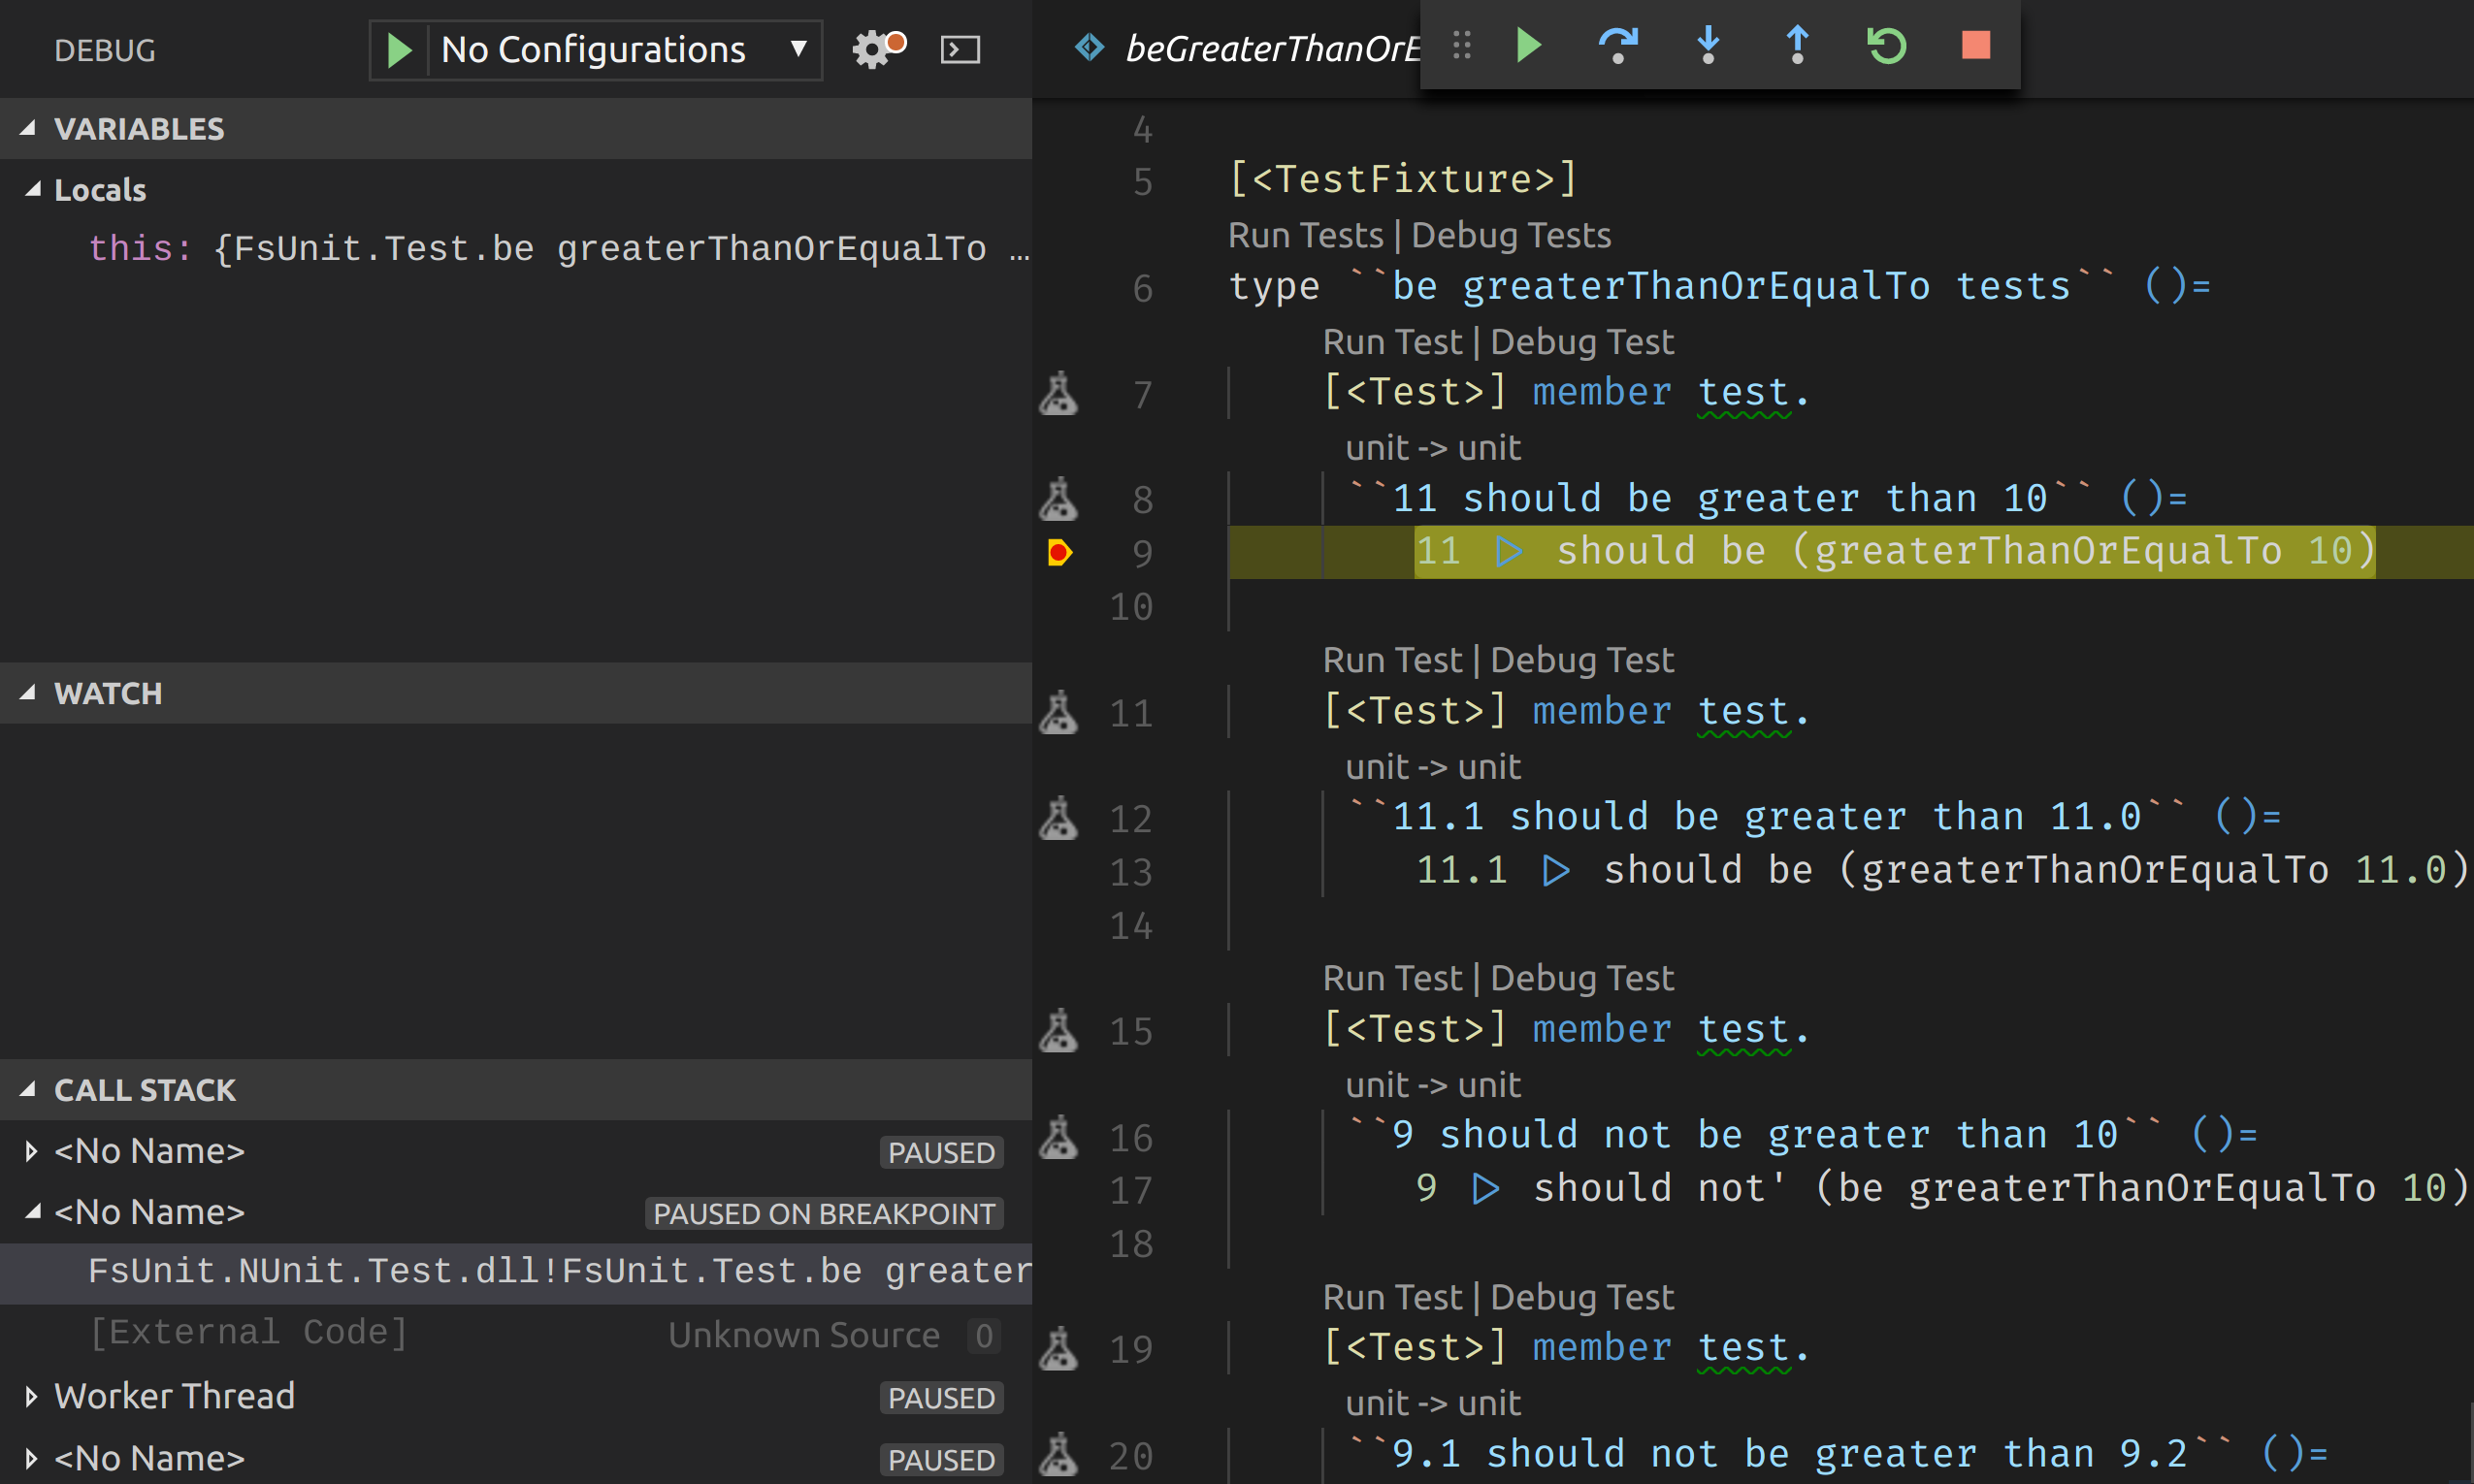 DEBUG
No Configurations
VARIABLES
Locals
this: {FsUnit.Test.be greaterThanOrEqualTo …
WATCH
CALL STACK
<No Name> PAUSED
<No Name> PAUSED ON BREAKPOINT
FsUnit.NUnit.Test.dll!FsUnit.Test.be greater
[External Code] Unknown Source 0
Worker Thread PAUSED
<No Name> PAUSED
beGreaterThanOrE
4
5 [<TestFixture>]
Run Tests | Debug Tests
6 type ``be greaterThanOrEqualTo tests`` ()=
Run Test | Debug Test
7 [<Test>] member test.
unit -> unit
8 ``11 should be greater than 10`` ()=
9 11 |> should be (greaterThanOrEqualTo 10)
10
Run Test | Debug Test
11 [<Test>] member test.
unit -> unit
12 ``11.1 should be greater than 11.0`` ()=
13 11.1 |> should be (greaterThanOrEqualTo 11.0)
14
Run Test | Debug Test
15 [<Test>] member test.
unit -> unit
16 ``9 should not be greater than 10`` ()=
17 9 |> should not' (be greaterThanOrEqualTo 10)
18
Run Test | Debug Test
19 [<Test>] member test.
unit -> unit
20 ``9.1 should not be greater than 9.2`` ()=